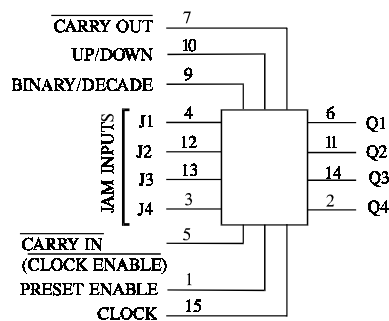 CARRY OUT 7
UP/DOWN 10
BINARY/DECADE 9
JAM INPUTS
J1 4 6 Q1
J2 12 11 Q2
J3 13 14 Q3
J4 3 2 Q4
CARRY IN 5
(CLOCK ENABLE)
PRESET ENABLE 1
CLOCK 15